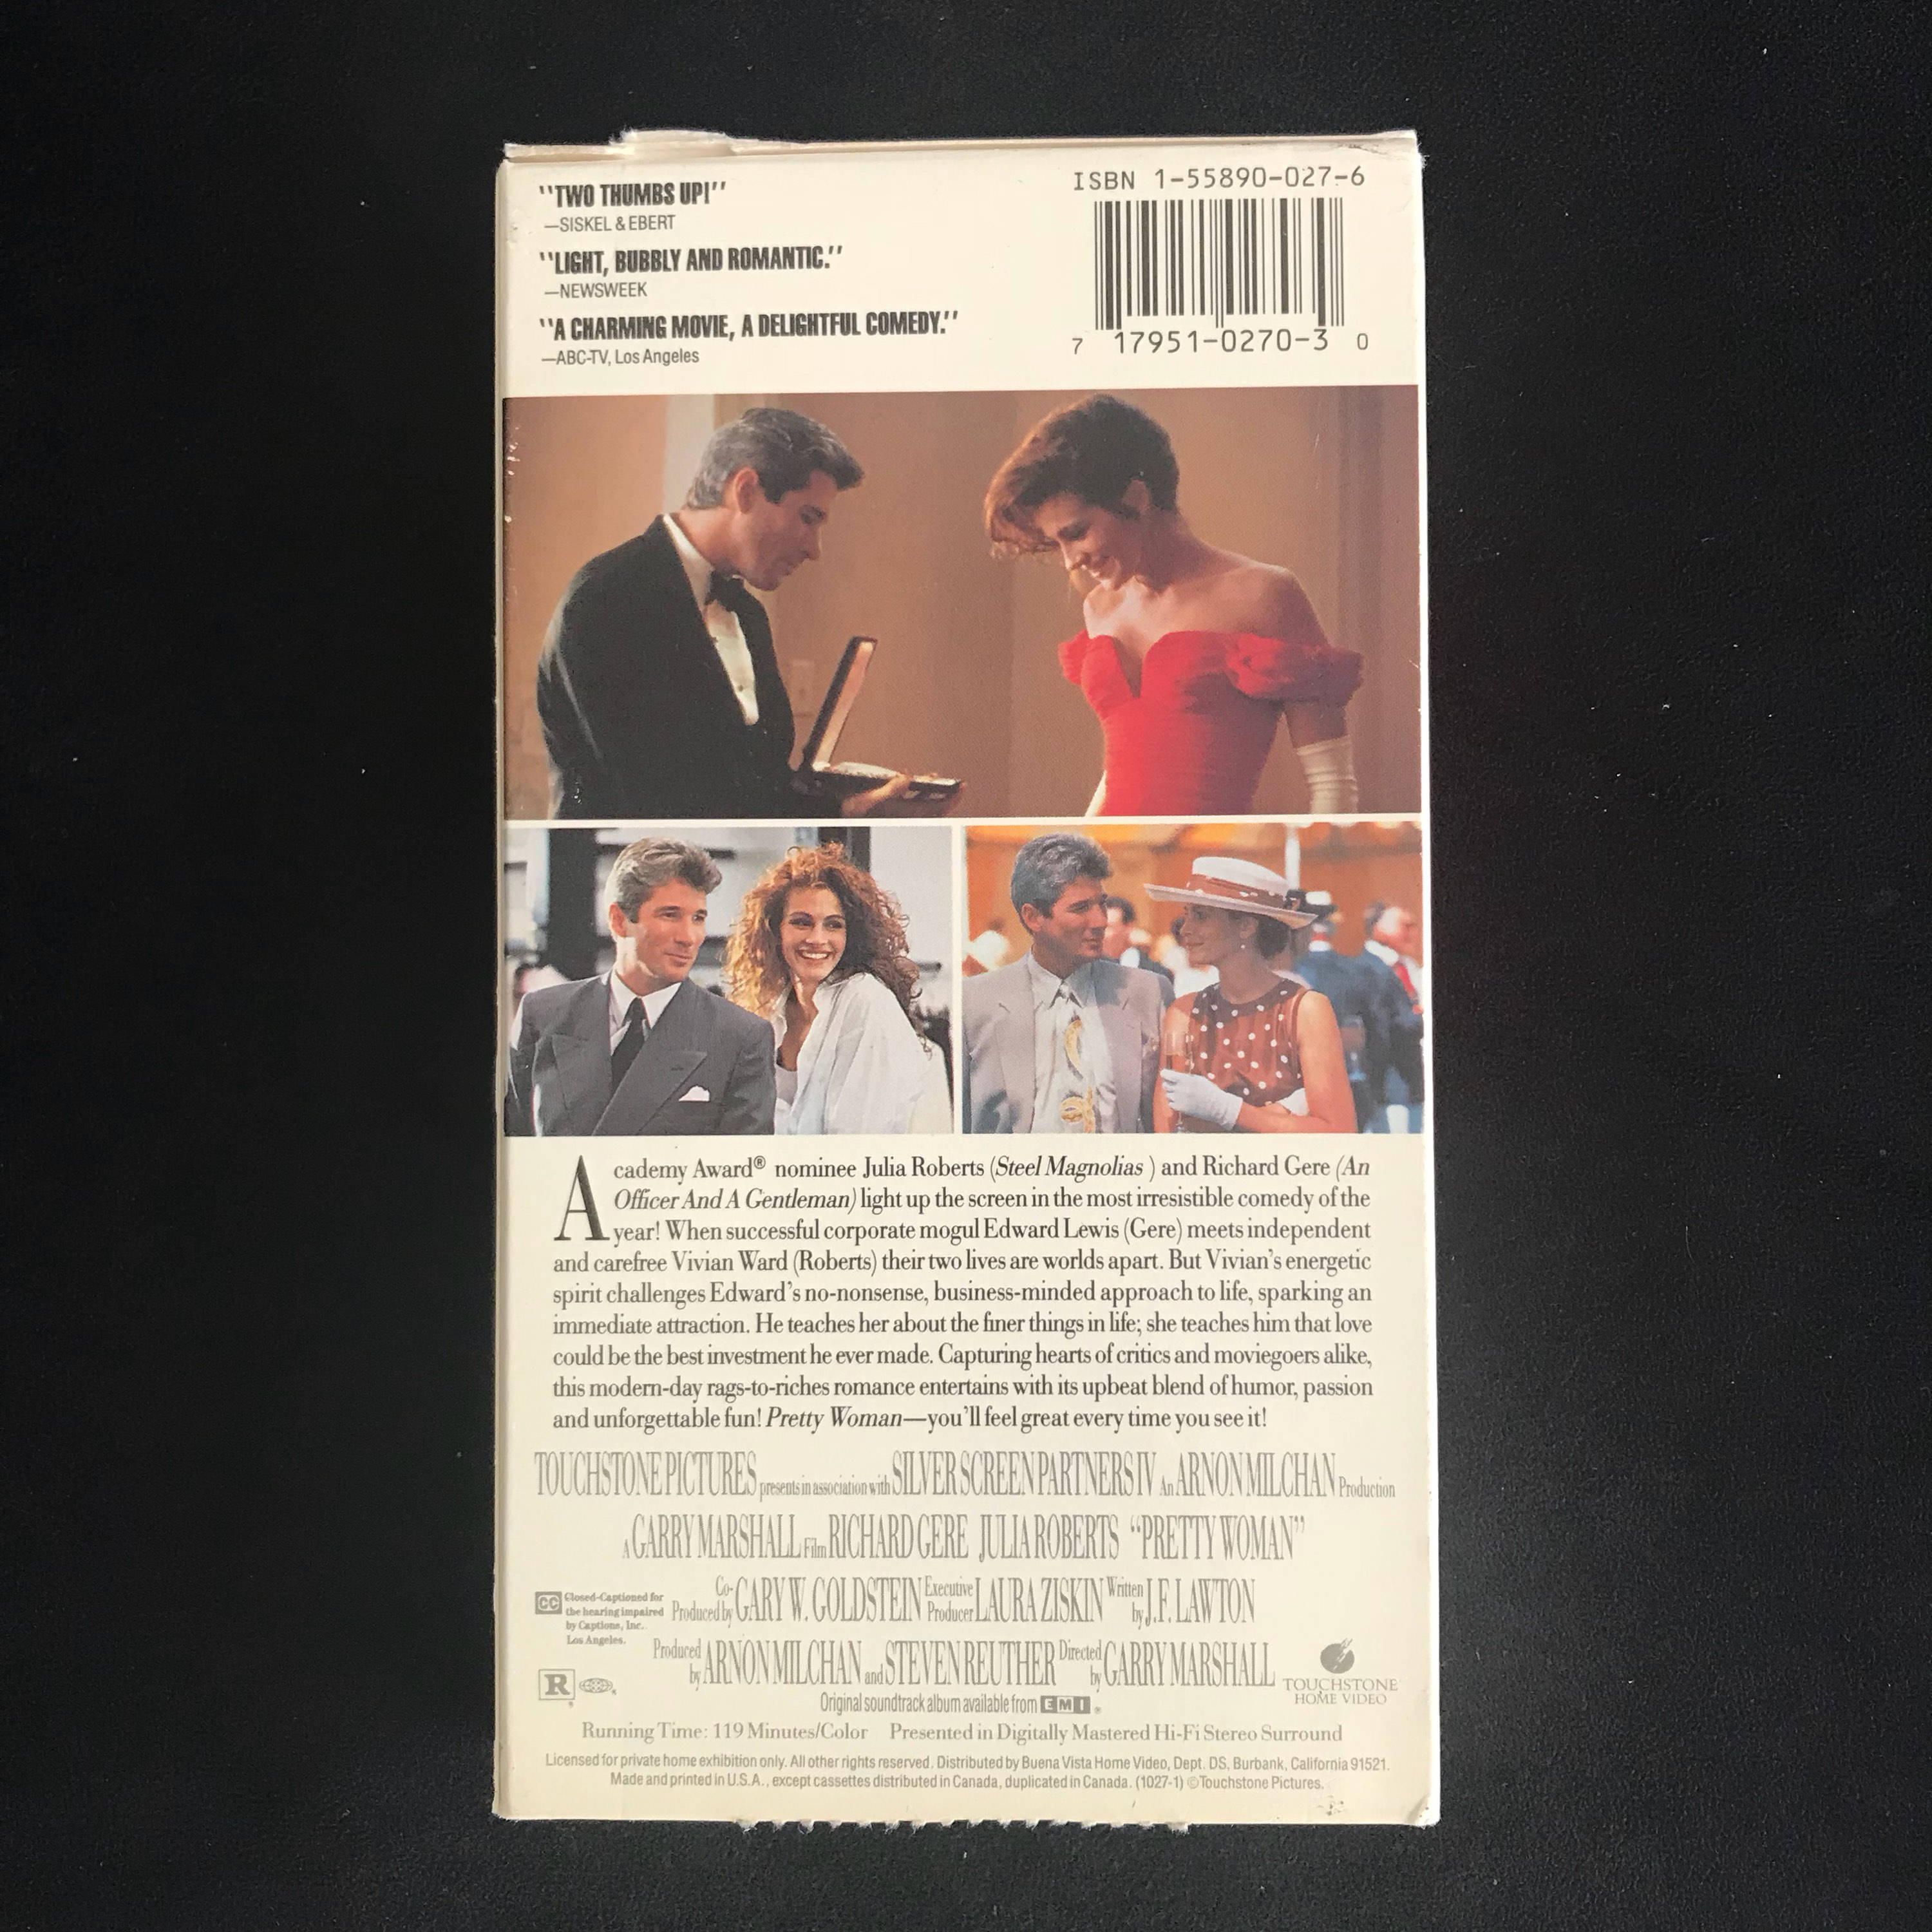 "TWO THUMBS UP!"
—SISKEL & EBERT
"LIGHT, BUBBLY AND ROMANTIC."
—NEWSWEEK
"A CHARMING MOVIE, A DELIGHTFUL COMEDY."
—ABC-TV, Los Angeles
ISBN 1-55890-027-6
7 17951-0270-3 0
Academy Award® nominee Julia Roberts (Steel Magnolias ) and Richard Gere (An
Officer And A Gentleman) light up the screen in the most irresistible comedy of the
year! When successful corporate mogul Edward Lewis (Gere) meets independent
and carefree Vivian Ward (Roberts) their two lives are worlds apart. But Vivian's energetic
spirit challenges Edward's no-nonsense, business-minded approach to life, sparking an
immediate attraction. He teaches her about the finer things in life; she teaches him that love
could be the best investment he ever made. Capturing hearts of critics and moviegoers alike,
this modern-day rags-to-riches romance entertains with its upbeat blend of humor, passion
and unforgettable fun! Pretty Woman—you'll feel great every time you see it!
TOUCHSTONE PICTURES presents in association with SILVER SCREEN PARTNERS IV An ARNON MILCHAN Production
A GARRY MARSHALL Film RICHARD GERE JULIA ROBERTS "PRETTY WOMAN"
Co-Produced by GARY W. GOLDSTEIN Executive Producer LAURA ZISKIN Written by J.F. LAWTON
Produced by ARNON MILCHAN and STEVEN REUTHER Directed by GARRY MARSHALL
CC Closed-Captioned for
the hearing impaired
by Captions, Inc.
Los Angeles.
R
TOUCHSTONE
HOME VIDEO
Original soundtrack album available from EMI.
Running Time: 119 Minutes/Color Presented in Digitally Mastered Hi-Fi Stereo Surround
Licensed for private home exhibition only. All other rights reserved. Distributed by Buena Vista Home Video, Dept. DS, Burbank, California 91521.
Made and printed in U.S.A., except cassettes distributed in Canada, duplicated in Canada. (1027-1) ©Touchstone Pictures.